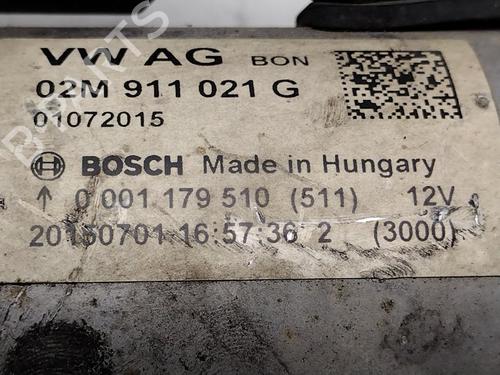 VW AG BON
02M 911 021 G
01072015
BOSCH Made in Hungary
↑ 0 001 179 510 (511) 12V
20150701 16:57:36 2 (3000)
B-PARTS